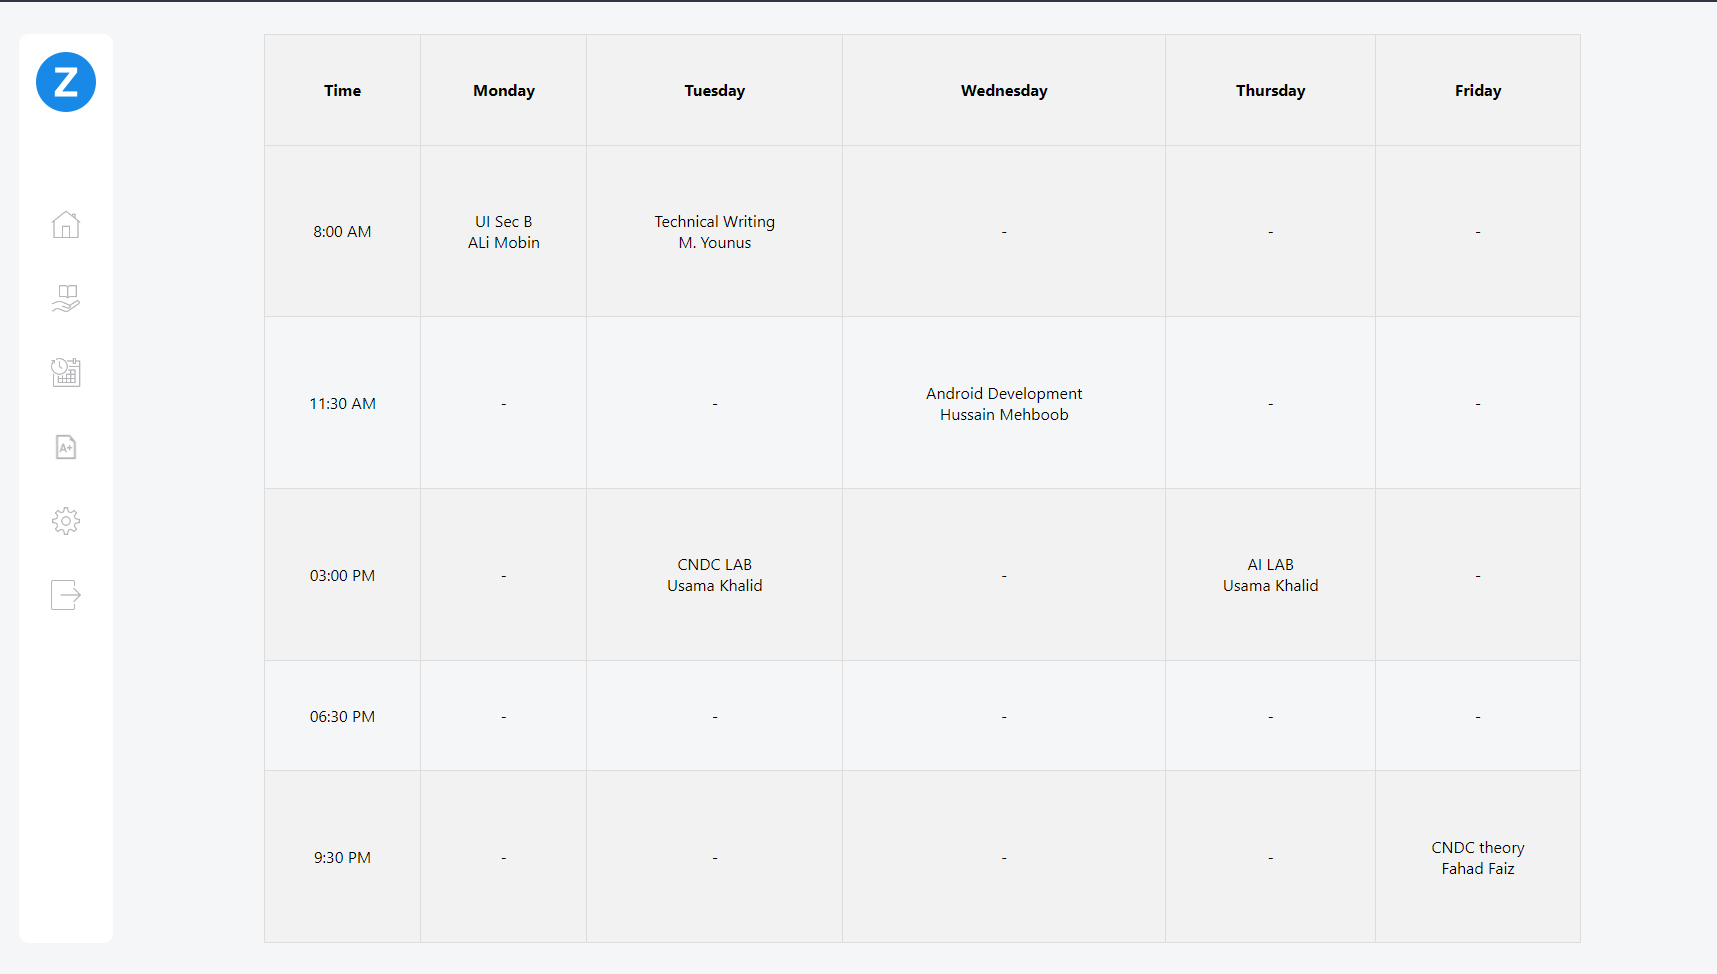 Z
Time Monday Tuesday Wednesday Thursday Friday
8:00 AM
UI Sec B
ALi Mobin
Technical Writing
M. Younus
-
-
-
11:30 AM
-
-
Android Development
Hussain Mehboob
-
-
A+
03:00 PM
-
CNDC LAB
Usama Khalid
-
AI LAB
Usama Khalid
-
06:30 PM - - - - -
9:30 PM
-
-
-
-
CNDC theory
Fahad Faiz